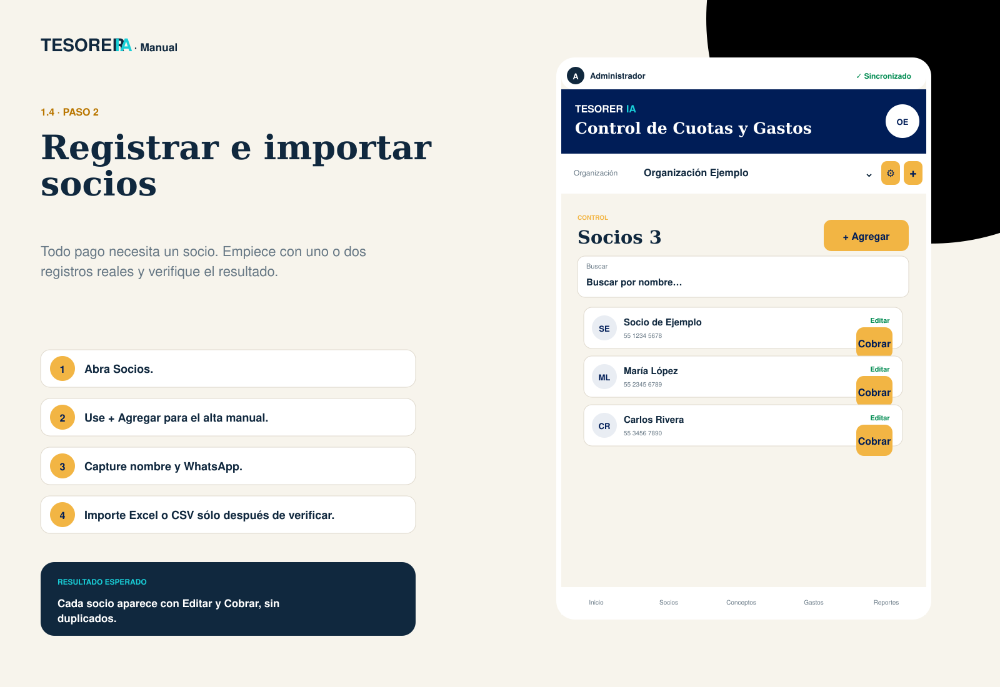 TESORERIA · Manual
1.4 · PASO 2
Registrar e importar
socios
Todo pago necesita un socio. Empiece con uno o dos
registros reales y verifique el resultado.
1 Abra Socios.
2 Use + Agregar para el alta manual.
3 Capture nombre y WhatsApp.
4 Importe Excel o CSV sólo después de verificar.
RESULTADO ESPERADO
Cada socio aparece con Editar y Cobrar, sin
duplicados.
A Administrador ✓ Sincronizado
TESORER IA
Control de Cuotas y Gastos
OE
Organización Organización Ejemplo ⌄ ⚙ +
CONTROL
Socios 3
+ Agregar
Buscar
Buscar por nombre...
SE Socio de Ejemplo Editar
55 1234 5678 Cobrar
ML María López Editar
55 2345 6789 Cobrar
CR Carlos Rivera Editar
55 3456 7890 Cobrar
Inicio Socios Conceptos Gastos Reportes